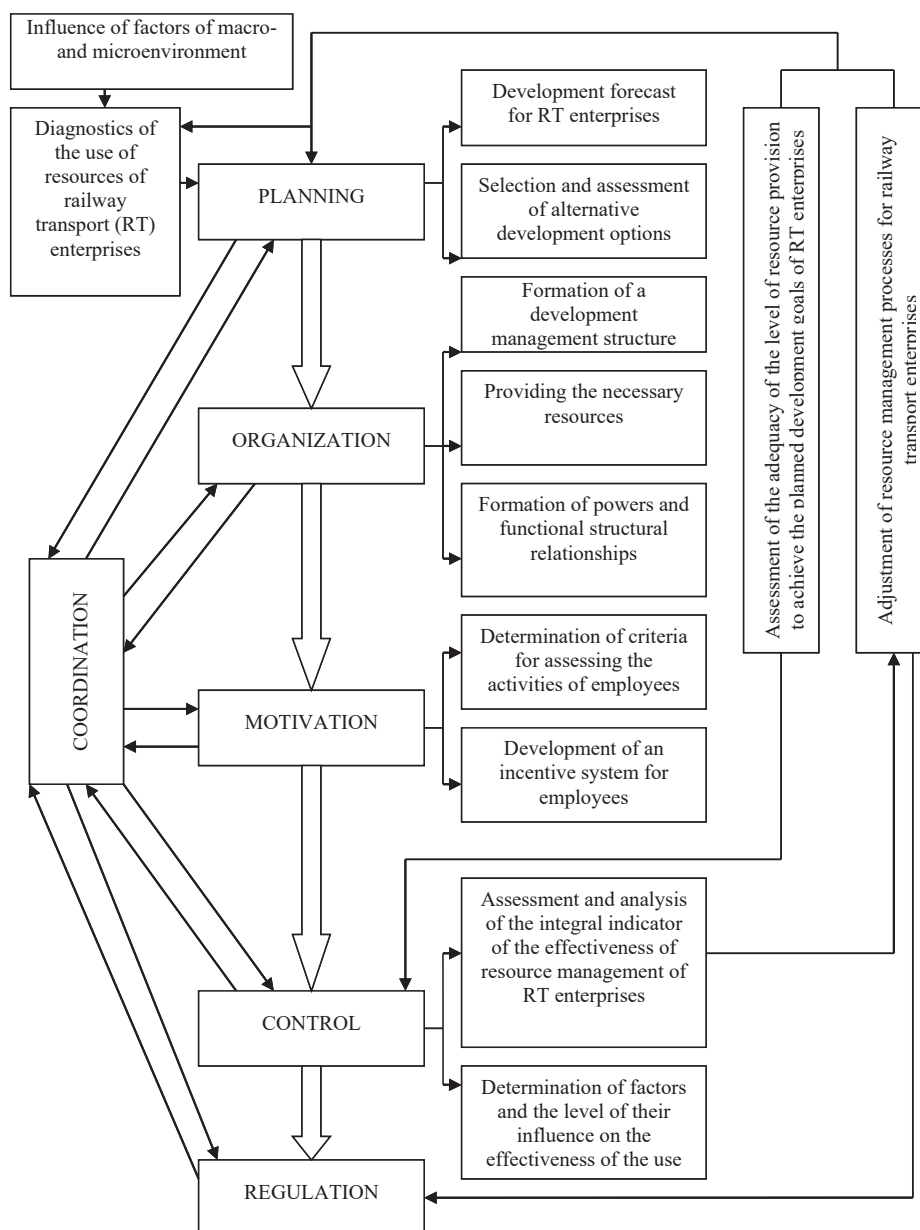 Influence of factors of macro-
and microenvironment
Diagnostics of
the use of
resources of
railway
transport (RT)
enterprises
PLANNING
Development forecast
for RT enterprises
Selection and assessment
of alternative
development options
Formation of a
development
management structure
ORGANIZATION
Providing the necessary
resources
Formation of powers and
functional structural
relationships
COORDINATION
MOTIVATION
Determination of criteria
for assessing the
activities of employees
Development of an
incentive system for
employees
CONTROL
Assessment and analysis
of the integral indicator
of the effectiveness of
resource management of
RT enterprises
Determination of factors
and the level of their
influence on the
effectiveness of the use
REGULATION
Assessment of the adequacy of the level of resource provision
to achieve the planned development goals of RT enterprises
Adjustment of resource management processes for railway
transport enterprises